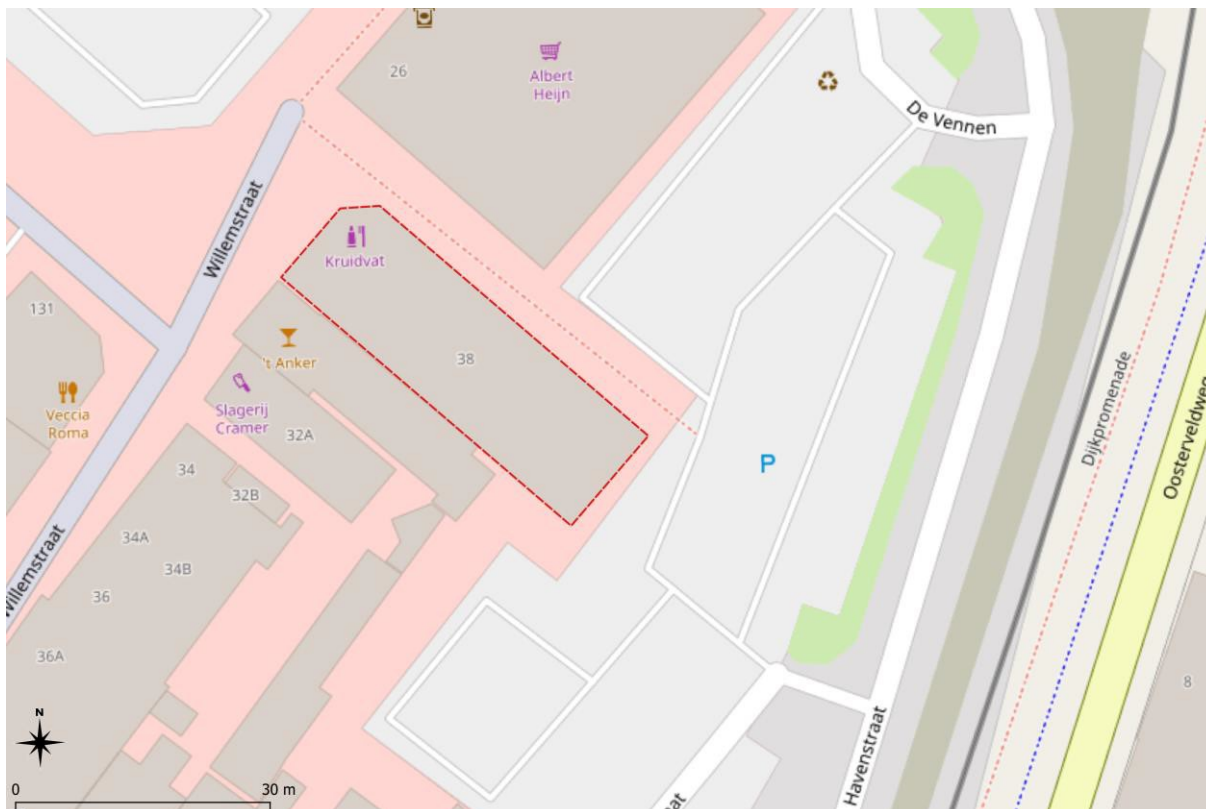 26
Albert
Heijn
De Vennen
Willemstraat
Kruidvat
131
't Anker
38
Veccia
Roma
Slagerij
Cramer
32A
Dijkpromenade
Oosterveldweg
P
34
32B
34A
34B
Willemstraat
36
36A
8
Havenstraat
N
0
30 m